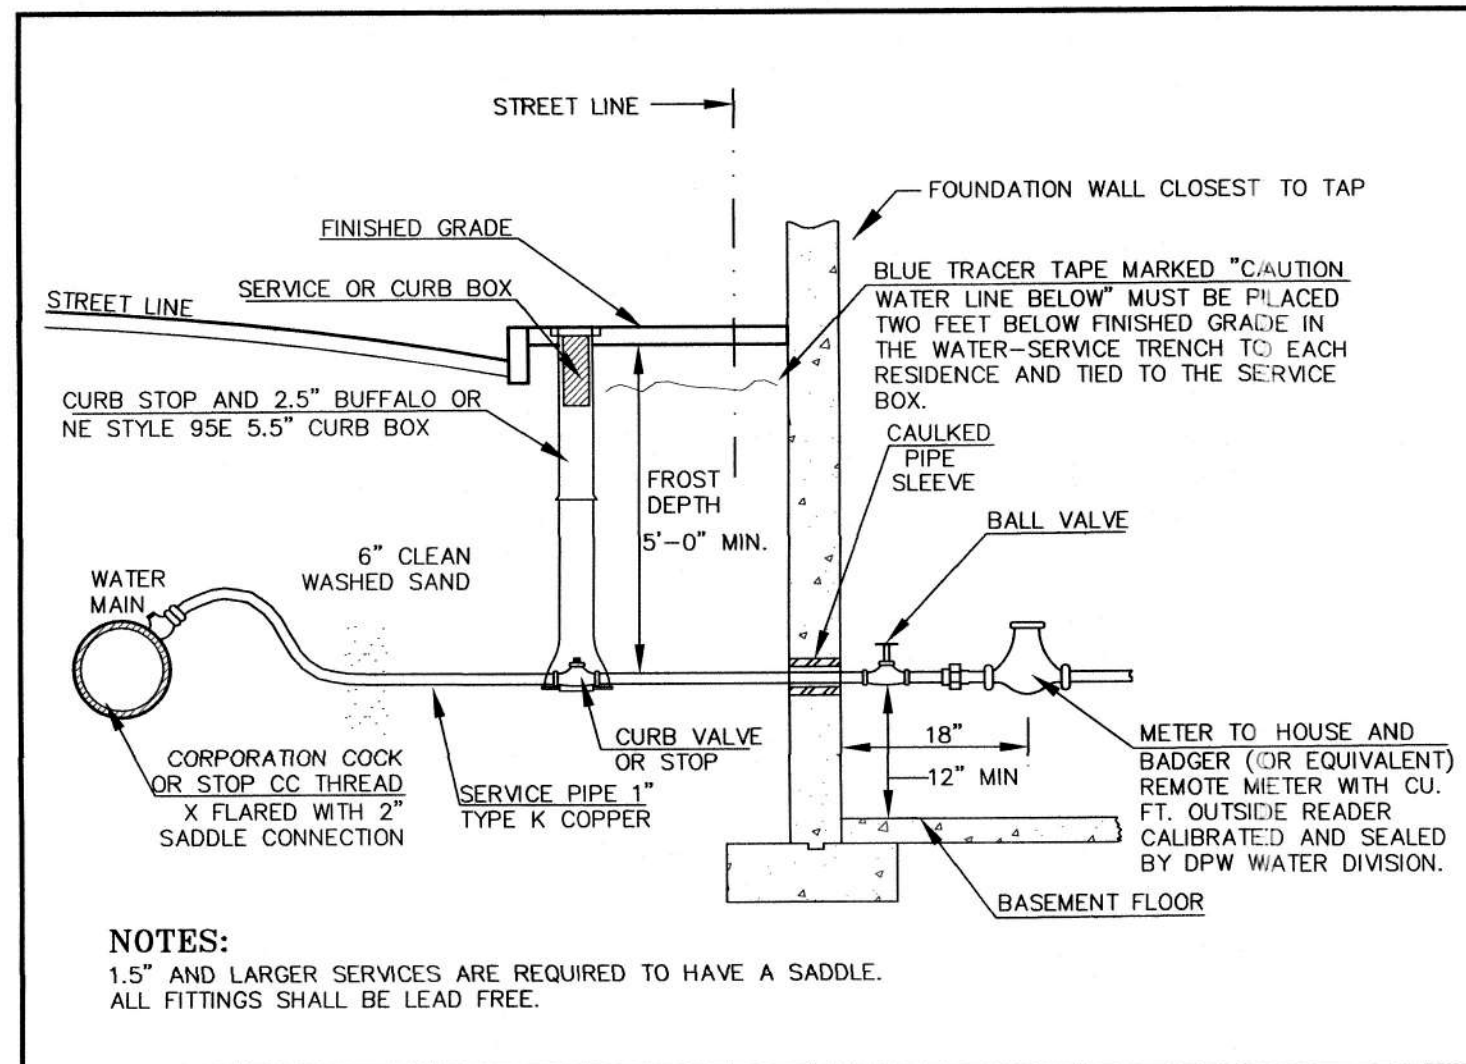 STREET LINE
FOUNDATION WALL CLOSEST TO TAP
FINISHED GRADE
BLUE TRACER TAPE MARKED "CAUTION
WATER LINE BELOW" MUST BE PLACED
TWO FEET BELOW FINISHED GRADE IN
THE WATER-SERVICE TRENCH TO EACH
RESIDENCE AND TIED TO THE SERVICE
BOX.
SERVICE OR CURB BOX
STREET LINE
CURB STOP AND 2.5" BUFFALO OR
NE STYLE 95E 5.5" CURB BOX
CAULKED
PIPE
SLEEVE
FROST
DEPTH
5'-0" MIN.
BALL VALVE
6" CLEAN
WASHED SAND
WATER
MAIN
CORPORATION COCK
OR STOP CC THREAD
X FLARED WITH 2"
SADDLE CONNECTION
SERVICE PIPE 1"
TYPE K COPPER
CURB VALVE
OR STOP
18"
12" MIN
METER TO HOUSE AND
BADGER (OR EQUIVALENT)
REMOTE METER WITH CU.
FT. OUTSIDE READER
CALIBRATED AND SEALED
BY DPW WATER DIVISION.
BASEMENT FLOOR
NOTES:
1.5" AND LARGER SERVICES ARE REQUIRED TO HAVE A SADDLE.
ALL FITTINGS SHALL BE LEAD FREE.